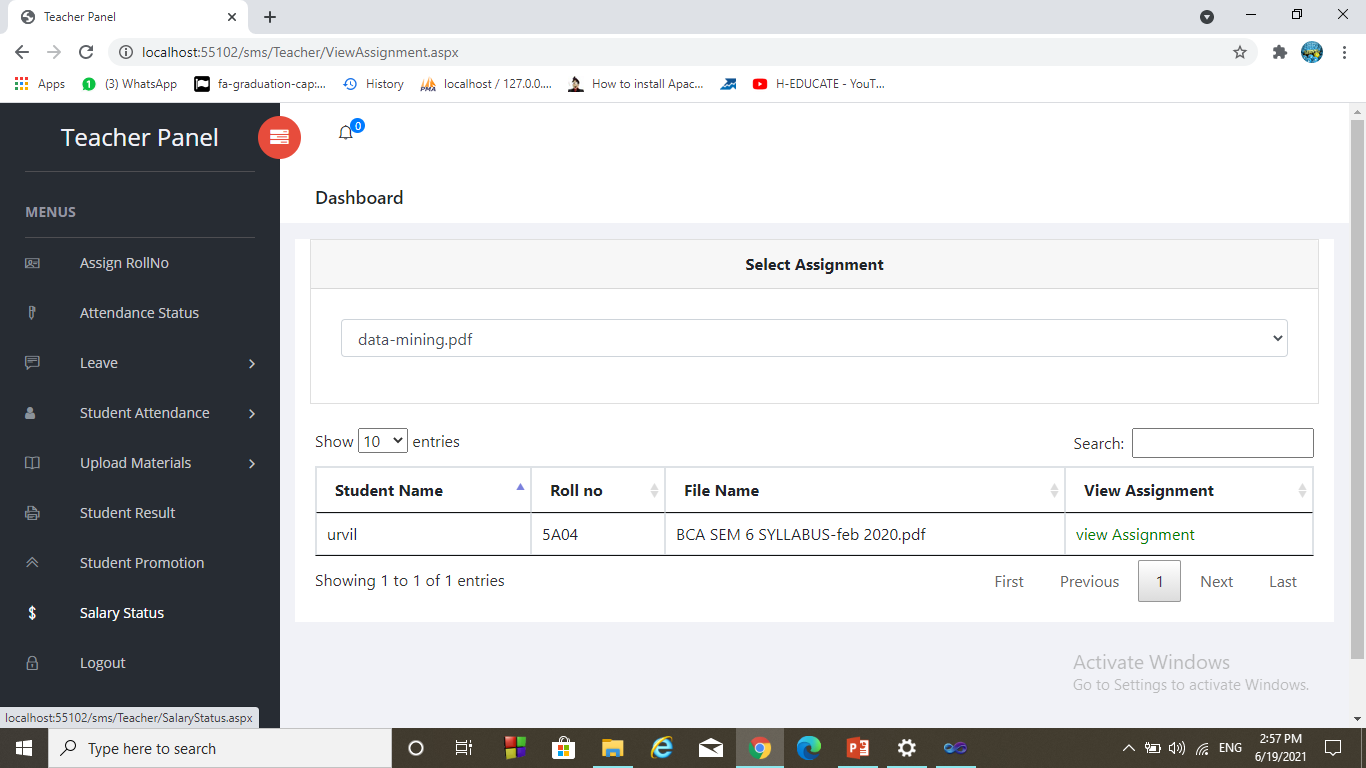 Teacher Panel
localhost:55102/sms/Teacher/ViewAssignment.aspx
Apps
(3) WhatsApp
fa-graduation-cap:...
History
localhost / 127.0.0....
How to install Apac...
H-EDUCATE - YouT...
Teacher Panel
0
Dashboard
MENUS
Assign RollNo
Attendance Status
Leave
Student Attendance
Upload Materials
Student Result
Student Promotion
Salary Status
Logout
Select Assignment
data-mining.pdf
Show 10 entries
Search:
Student Name Roll no File Name View Assignment
urvil 5A04 BCA SEM 6 SYLLABUS-feb 2020.pdf view Assignment
Showing 1 to 1 of 1 entries
First Previous 1 Next Last
Activate Windows
Go to Settings to activate Windows.
localhost:55102/sms/Teacher/SalaryStatus.aspx
Type here to search
ENG
2:57 PM
6/19/2021